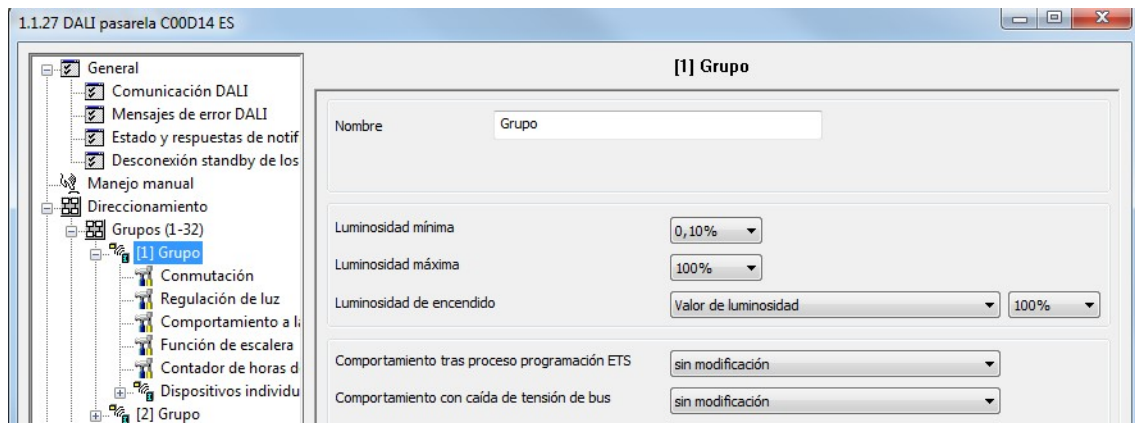 1.1.27 DALI pasarela C00D14 ES
General
Comunicación DALI
Mensajes de error DALI
Estado y respuestas de notif
Desconexión standby de los
Manejo manual
Direccionamiento
Grupos (1-32)
[1] Grupo
Conmutación
Regulación de luz
Comportamiento a la
Función de escalera
Contador de horas d
Dispositivos individu
[2] Grupo
[1] Grupo
Nombre Grupo
Luminosidad mínima 0,10%
Luminosidad máxima 100%
Luminosidad de encendido Valor de luminosidad 100%
Comportamiento tras proceso programación ETS sin modificación
Comportamiento con caída de tensión de bus sin modificación